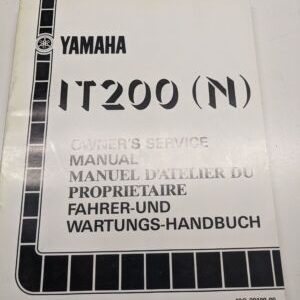 YAMAHA
IT200 (N)
OWNER'S SERVICE
MANUAL
MANUEL D'ATELIER DU
PROPRIETAIRE
FAHRER-UND
WARTUNGS-HANDBUCH